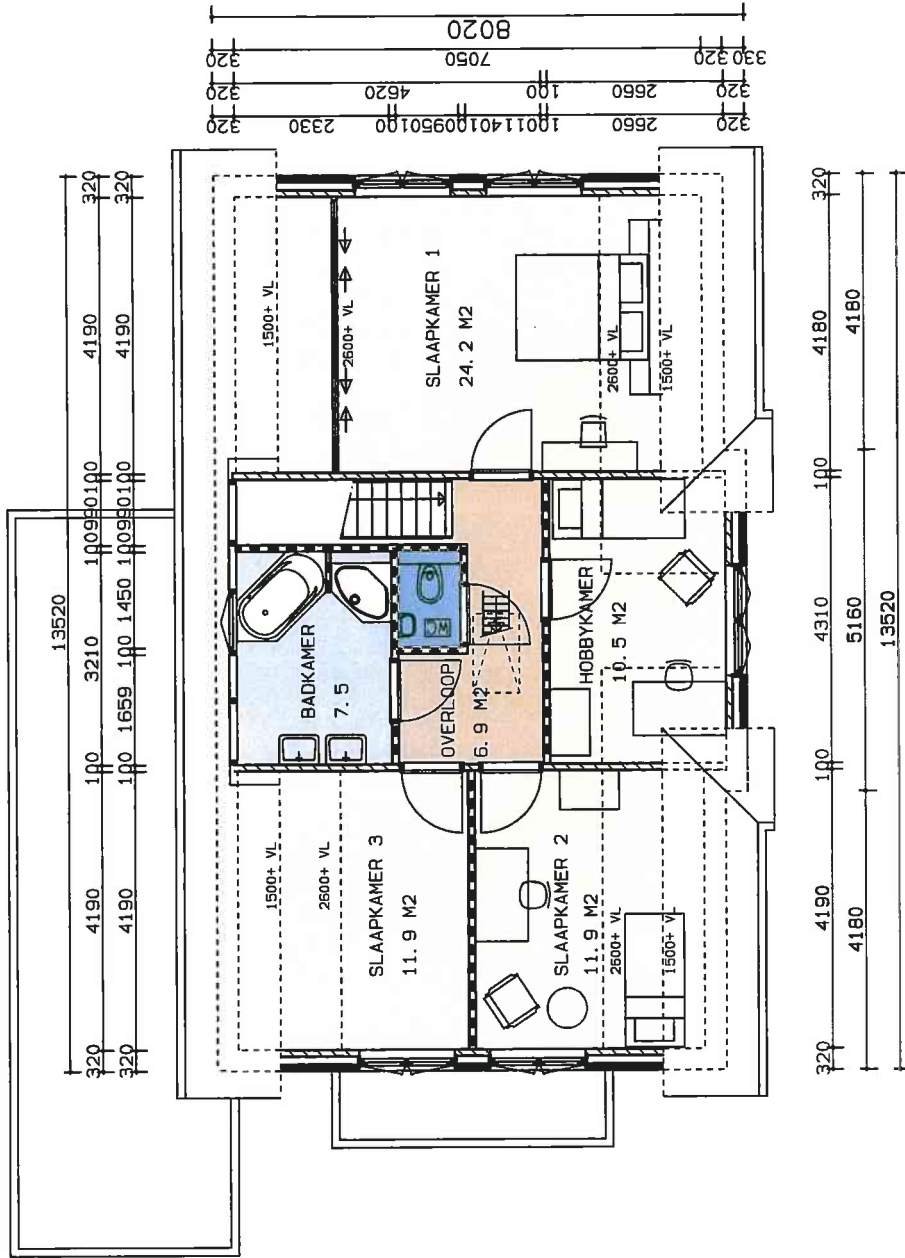 8020
320 7050 320 330
320 4620 100 2660 320
320 2330 100 950 100 1140 100 2660 320
13520
320 4190 100 990 100 3210 100 4190 320
320 4190 100 990 100 1450 100 1659 100 4190 320
1500+ VL
2600+ VL
SLAAPKAMER 1
24.2 M2
2600+ VL
1500+ VL
BADKAMER
7.5
WC
OVERLOOP
6.9 M2
HOBBYKAMER
10.5 M2
1500+ VL
2600+ VL
SLAAPKAMER 3
11.9 M2
SLAAPKAMER 2
11.9 M2
2600+ VL
1500+ VL
320 4180 100 4310 100 4190 320
4180 5160 4180
13520